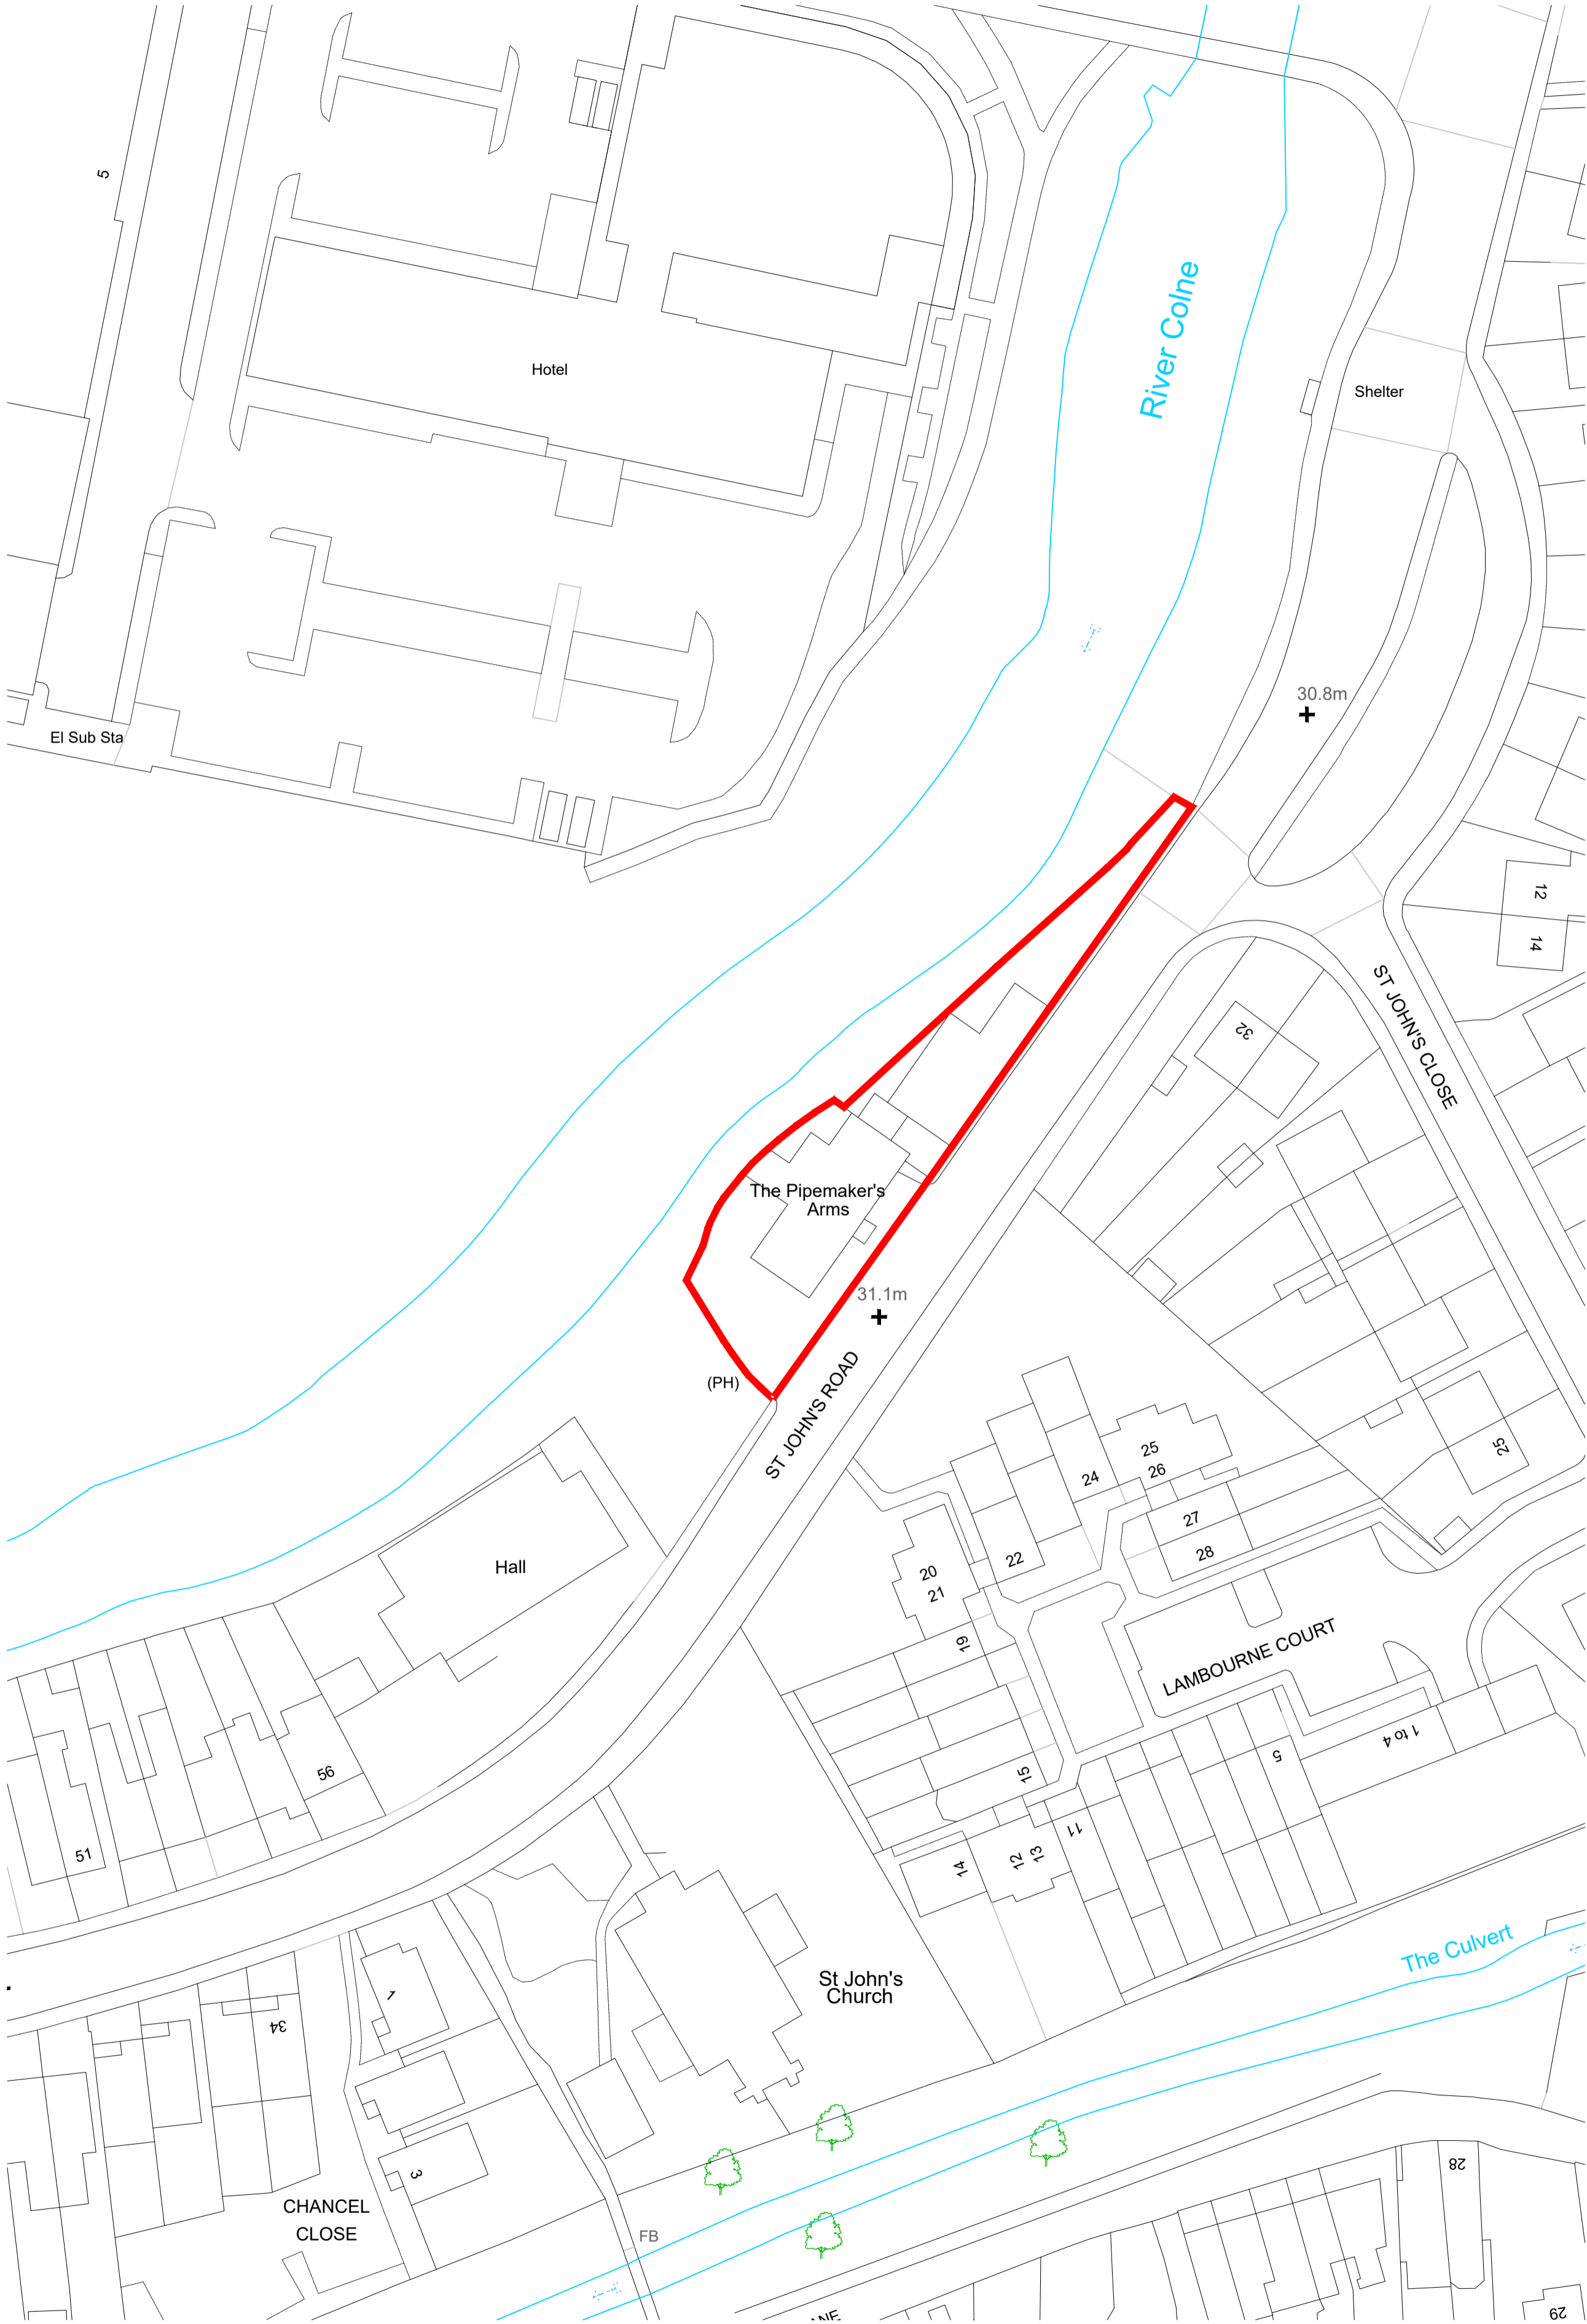 5
Hotel
River Colne
Shelter
El Sub Sta
30.8m
12
14
ST JOHN'S CLOSE
32
The Pipemaker's
Arms
31.1m
(PH)
ST JOHN'S ROAD
25
24
25
26
27
28
22
20
21
19
Hall
LAMBOURNE COURT
56
51
15
5
1 to 4
11
12
13
14
The Culvert
St John's
Church
1
34
3
CHANCEL
CLOSE
FB
28
29